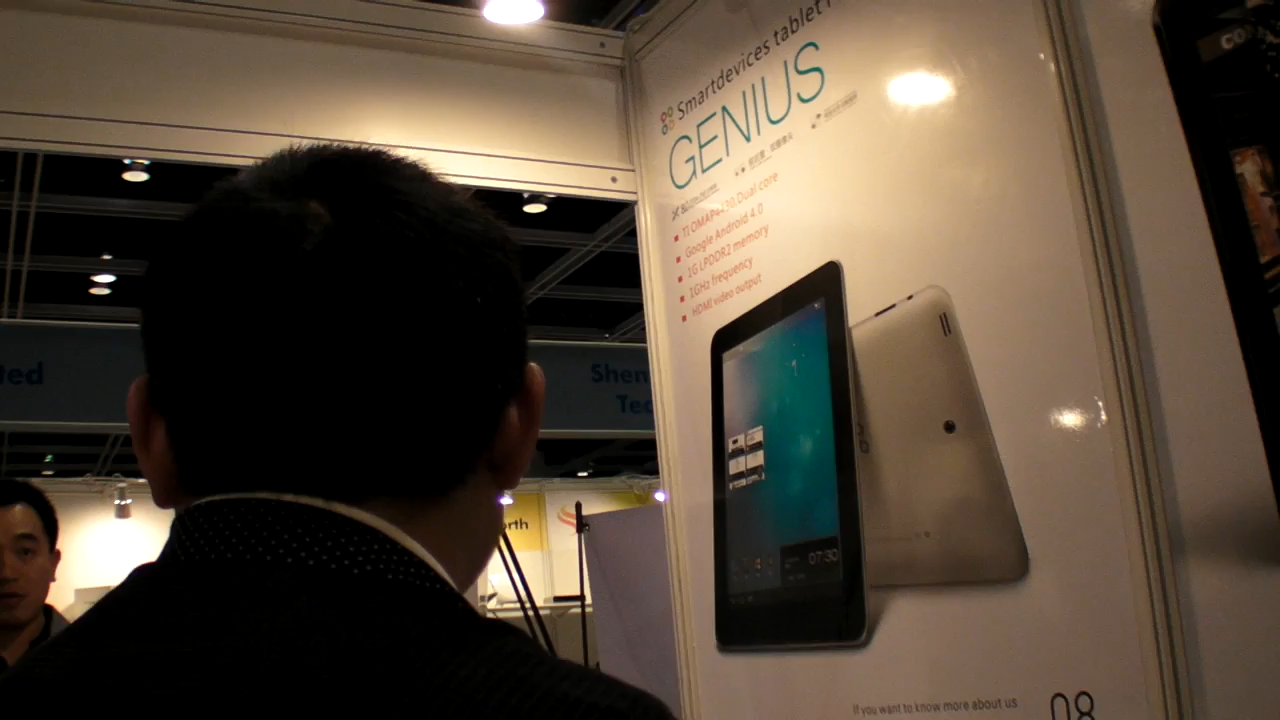 Smartdevices tablet
GENIUS
TI OMAP4430,Dual core
Google Android 4.0
1G LPDDR2 memory
1GHz frequency
HDMI video output
07:30
If you want to know more about us
08
ted
Shen
Tec
orth